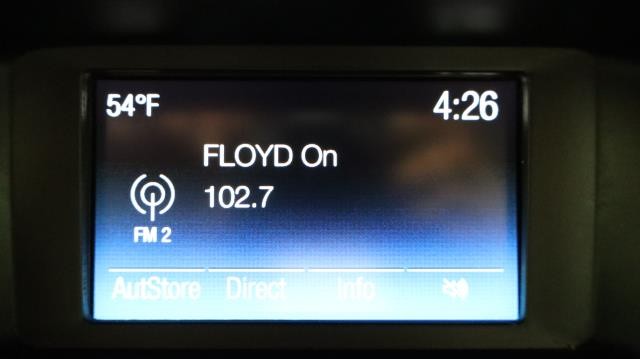 54°F 4:26
FLOYD On
102.7
FM 2
AutStore Direct Info